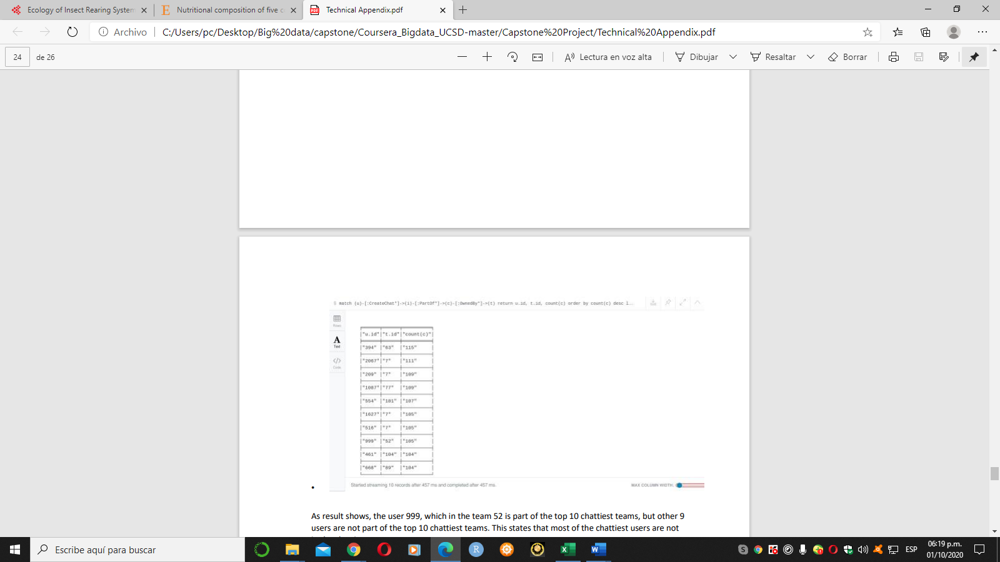 Ecology of Insect Rearing System
Nutritional composition of five c
Technical Appendix.pdf
Archivo
C:/Users/pc/Desktop/Big%20data/capstone/Coursera_Bigdata_UCSD-master/Capstone%20Project/Technical%20Appendix.pdf
24 de 26
Lectura en voz alta
Dibujar
Resaltar
Borrar
$ match (u)-[:CreateChat*]->(i)-[:PartOf*]->(c)-[:OwnedBy*]->(t) return u.id, t.id, count(c) order by count(c) desc l...
Rows
A
Text
</>
Code
|"u.id"|"t.id"|"count(c)"|
|"394" |"63" |"115" |
|"2067"|"7" |"111" |
|"209" |"7" |"109" |
|"1087"|"77" |"109" |
|"554" |"181" |"107" |
|"1627"|"7" |"105" |
|"516" |"7" |"105" |
|"999" |"52" |"105" |
|"461" |"104" |"104" |
|"668" |"89" |"104" |
Started streaming 10 records after 457 ms and completed after 457 ms.
MAX COLUMN WIDTH:
As result shows, the user 999, which in the team 52 is part of the top 10 chattiest teams, but other 9
users are not part of the top 10 chattiest teams. This states that most of the chattiest users are not
Escribe aquí para buscar
ESP
06:19 p.m.
01/10/2020